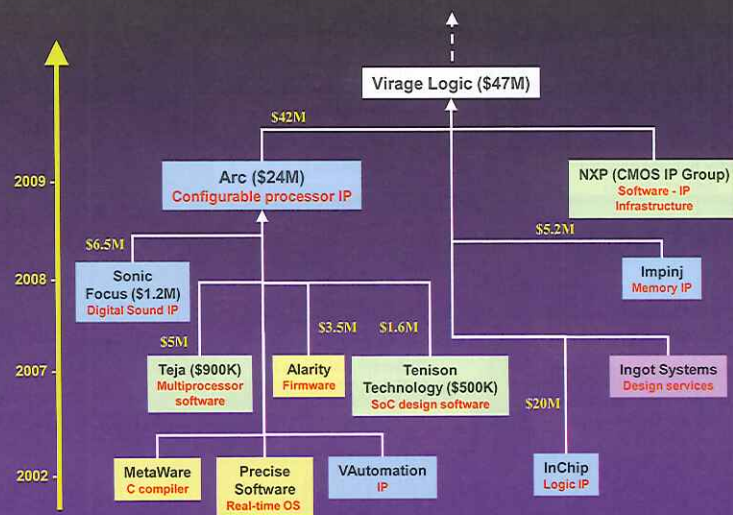 Virage Logic ($47M)
$42M
2009
Arc ($24M)
Configurable processor IP
NXP (CMOS IP Group)
Software - IP
Infrastructure
$6.5M
$5.2M
2008
Sonic
Focus ($1.2M)
Digital Sound IP
Impinj
Memory IP
$5M
$3.5M
$1.6M
2007
Teja ($900K)
Multiprocessor
software
Alarity
Firmware
Tenison
Technology ($500K)
SoC design software
Ingot Systems
Design services
$20M
2002
MetaWare
C compiler
Precise
Software
Real-time OS
VAutomation
IP
InChip
Logic IP